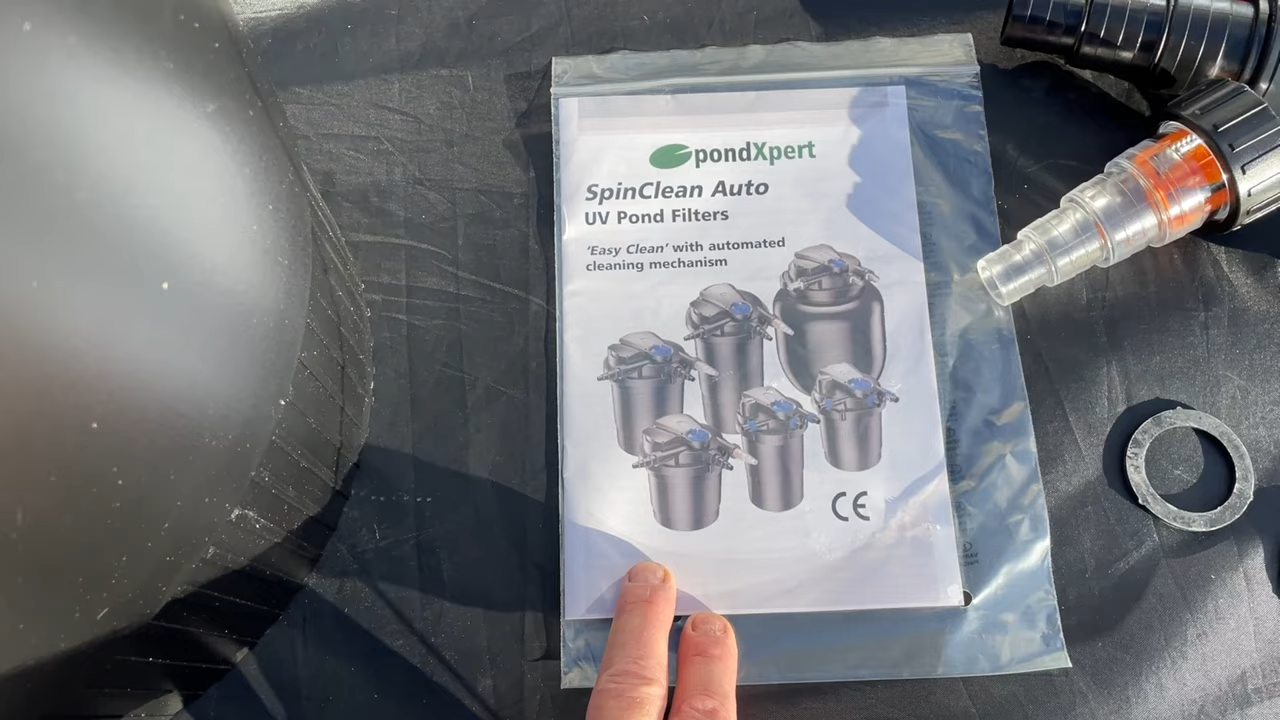 pondXpert
SpinClean Auto
UV Pond Filters
'Easy Clean' with automated
cleaning mechanism
CE